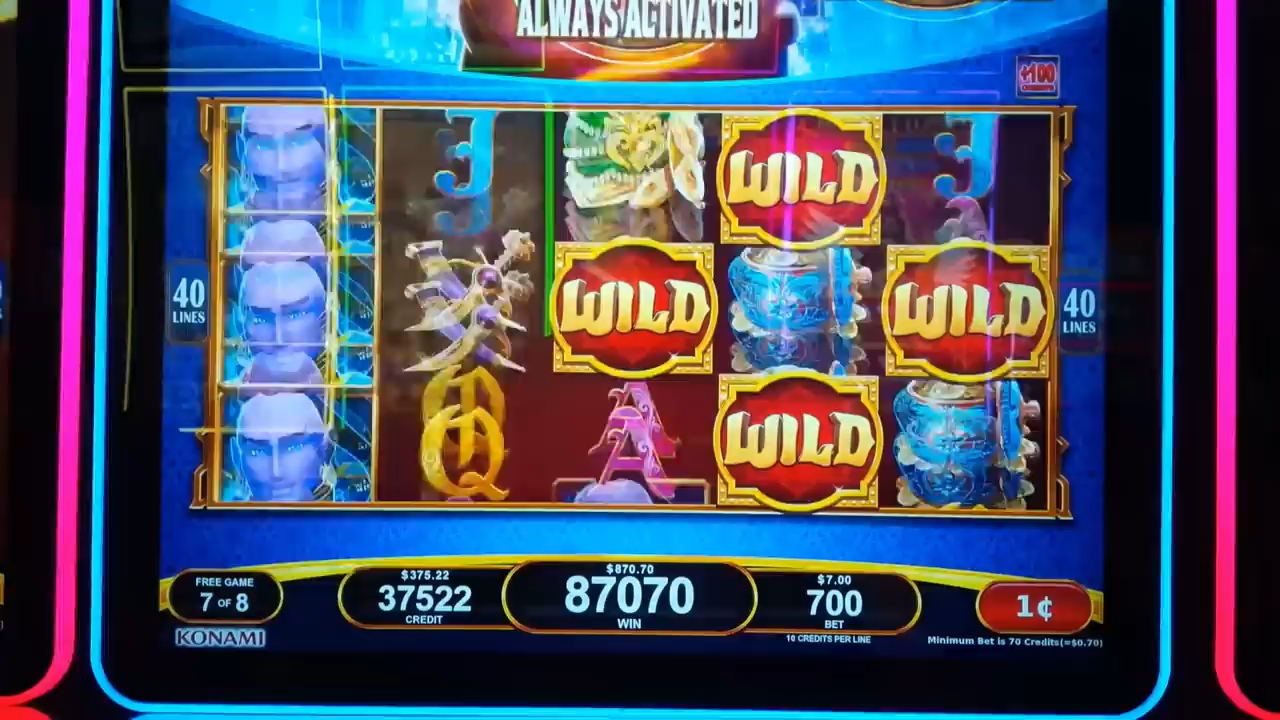 ALWAYS ACTIVATED
+100
J
WILD
J
40
LINES
WILD
WILD
40
LINES
Q
A
WILD
FREE GAME
7 OF 8
$375.22
37522
CREDIT
$870.70
87070
WIN
$7.00
700
BET
10 CREDITS PER LINE
1¢
KONAMI
Minimum Bet is 70 Credits(=$0.70)